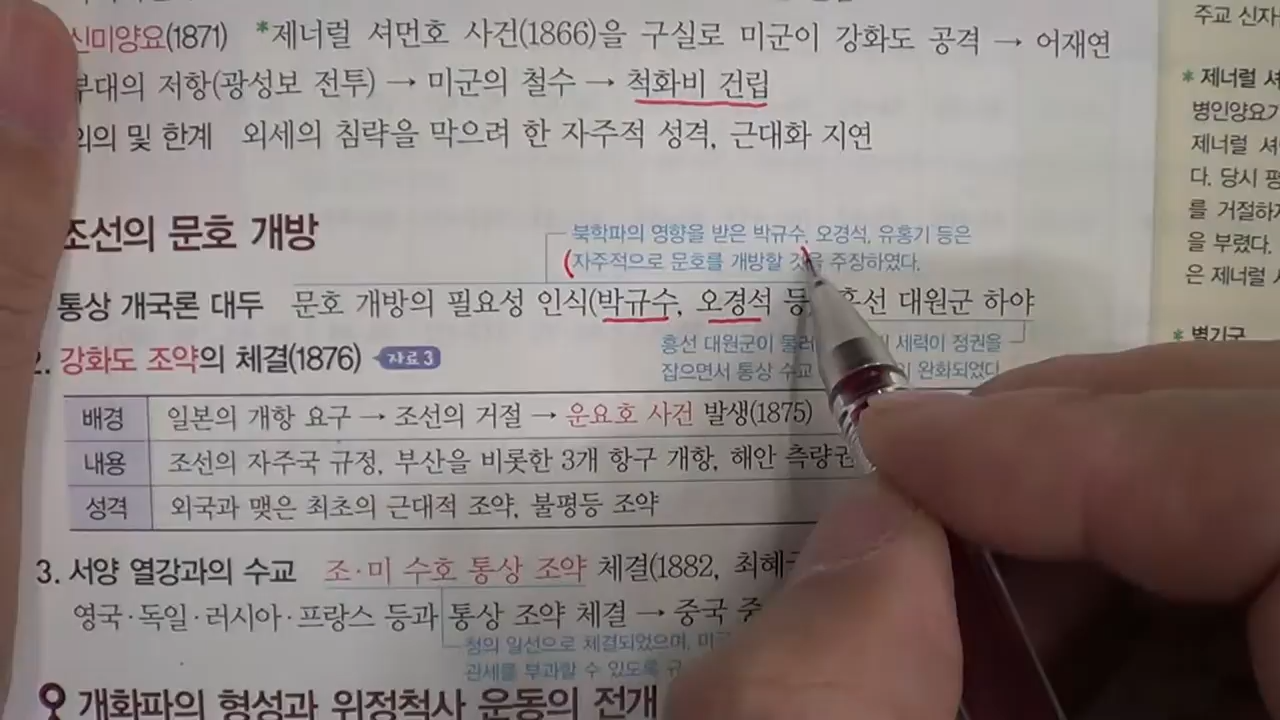 신미양요(1871) *제너럴 셔먼호 사건(1866)을 구실로 미군이 강화도 공격 → 어재연
부대의 저항(광성보 전투) → 미군의 철수 → 척화비 건립
의의 및 한계 외세의 침략을 막으려 한 자주적 성격, 근대화 지연
조선의 문호 개방
북학파의 영향을 받은 박규수, 오경석, 유홍기 등은
자주적으로 문호를 개방할 것을 주장하였다.
통상 개국론 대두 문호 개방의 필요성 인식(박규수, 오경석 등 흥선 대원군 하야
흥선 대원군이 세력이 정권을
잡으면서 통상 수교 완화되었다
2. 강화도 조약의 체결(1876) 자료 3
배경 일본의 개항 요구 → 조선의 거절 → 운요호 사건 발생(1875)
내용 조선의 자주국 규정, 부산을 비롯한 3개 항구 개항, 해안 측량권
성격 외국과 맺은 최초의 근대적 조약, 불평등 조약
3. 서양 열강과의 수교 조·미 수호 통상 조약 체결(1882,
영국·독일·러시아·프랑스 등과 통상 조약 체결 → 중국
청의 알선으로 체결되었으며,
관세를 부과할 수 있도록
개화파의 형성과 위정척사 운동의 전개
주교 신자
* 제너럴 셔
병인양요가
제너럴 셔
다. 당시 평
를 거절하
을 부렸다.
은 제너럴 셔
* 별기군